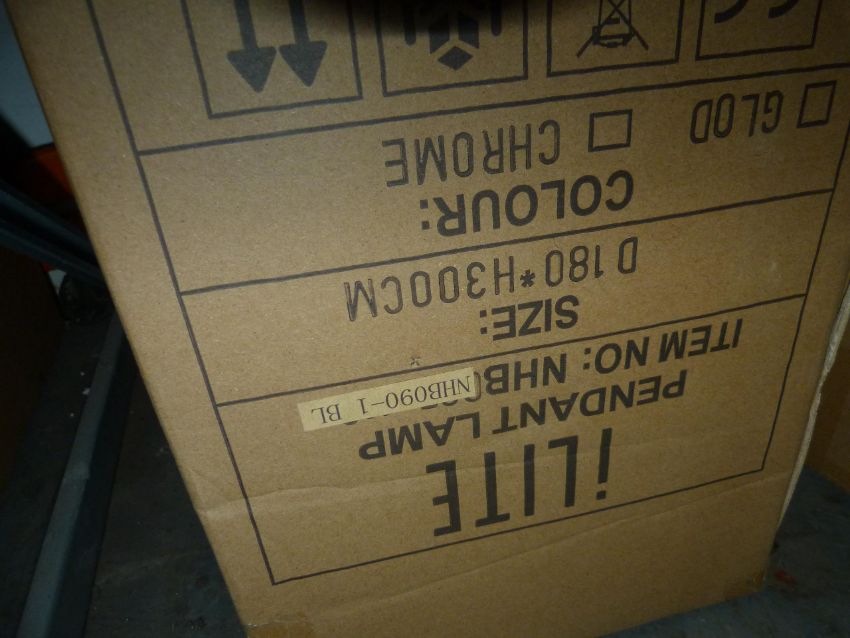 iLITE
PENDANT LAMP
ITEM NO: NHB
NHB090-1 BL
SIZE:
D180*H300CM
COLOUR:
GLOD CHROME